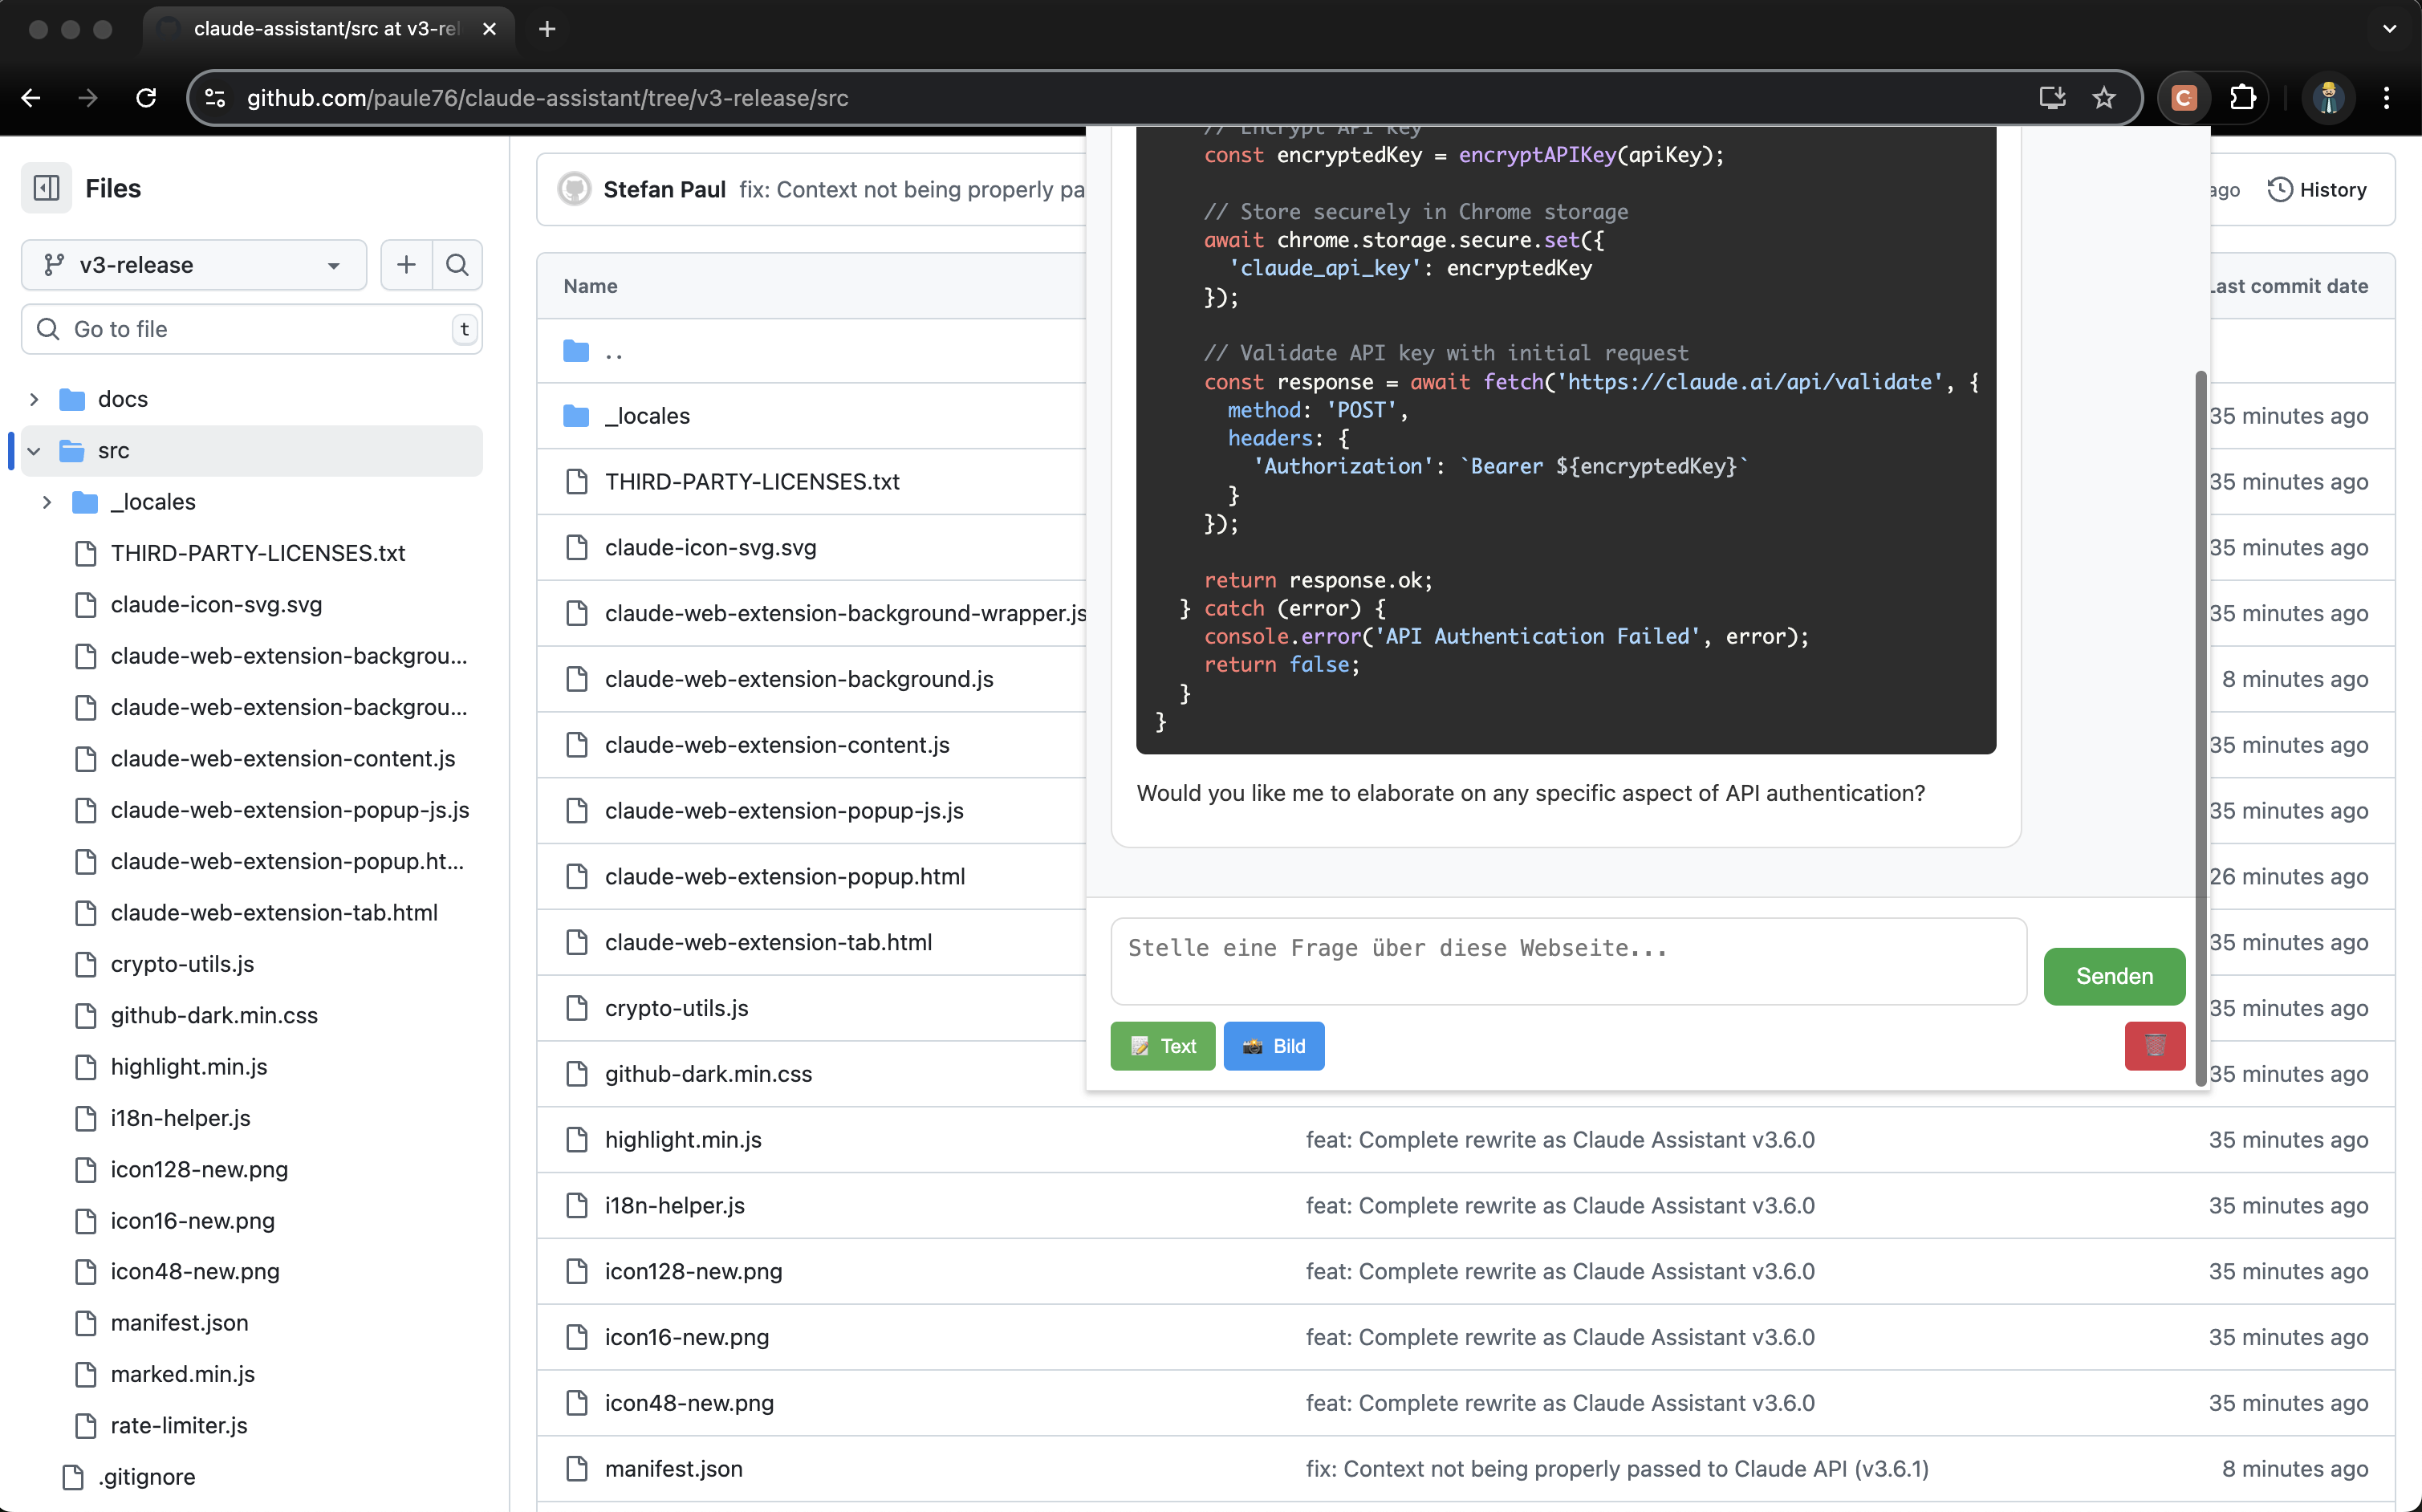 claude-assistant/src at v3-rel
github.com/paule76/claude-assistant/tree/v3-release/src
Files
v3-release
Go to file
t
docs
src
_locales
THIRD-PARTY-LICENSES.txt
claude-icon-svg.svg
claude-web-extension-backgrou...
claude-web-extension-backgrou...
claude-web-extension-content.js
claude-web-extension-popup-js.js
claude-web-extension-popup.ht...
claude-web-extension-tab.html
crypto-utils.js
github-dark.min.css
highlight.min.js
i18n-helper.js
icon128-new.png
icon16-new.png
icon48-new.png
manifest.json
marked.min.js
rate-limiter.js
.gitignore
Stefan Paul fix: Context not being properly pa
ago History
Name
Last commit date
..
_locales
35 minutes ago
THIRD-PARTY-LICENSES.txt
35 minutes ago
claude-icon-svg.svg
35 minutes ago
claude-web-extension-background-wrapper.js
35 minutes ago
claude-web-extension-background.js
8 minutes ago
claude-web-extension-content.js
35 minutes ago
claude-web-extension-popup-js.js
35 minutes ago
claude-web-extension-popup.html
26 minutes ago
claude-web-extension-tab.html
35 minutes ago
crypto-utils.js
35 minutes ago
github-dark.min.css
35 minutes ago
highlight.min.js feat: Complete rewrite as Claude Assistant v3.6.0 35 minutes ago
i18n-helper.js feat: Complete rewrite as Claude Assistant v3.6.0 35 minutes ago
icon128-new.png feat: Complete rewrite as Claude Assistant v3.6.0 35 minutes ago
icon16-new.png feat: Complete rewrite as Claude Assistant v3.6.0 35 minutes ago
icon48-new.png feat: Complete rewrite as Claude Assistant v3.6.0 35 minutes ago
manifest.json fix: Context not being properly passed to Claude API (v3.6.1) 8 minutes ago
// Encrypt API key
const encryptedKey = encryptAPIKey(apiKey);
// Store securely in Chrome storage
await chrome.storage.secure.set({
'claude_api_key': encryptedKey
});
// Validate API key with initial request
const response = await fetch('https://claude.ai/api/validate', {
method: 'POST',
headers: {
'Authorization': `Bearer ${encryptedKey}`
}
});
return response.ok;
} catch (error) {
console.error('API Authentication Failed', error);
return false;
}
}
Would you like me to elaborate on any specific aspect of API authentication?
Stelle eine Frage über diese Webseite...
Senden
Text
Bild